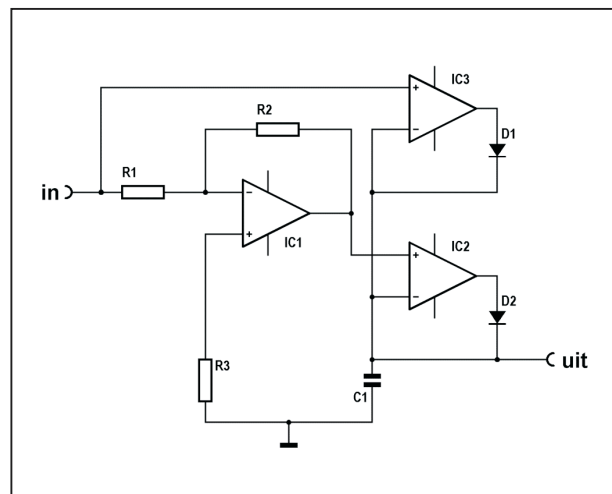 IC3
+
−
D1
R2
R1
in
−
+
IC1
IC2
+
−
D2
uit
R3
C1